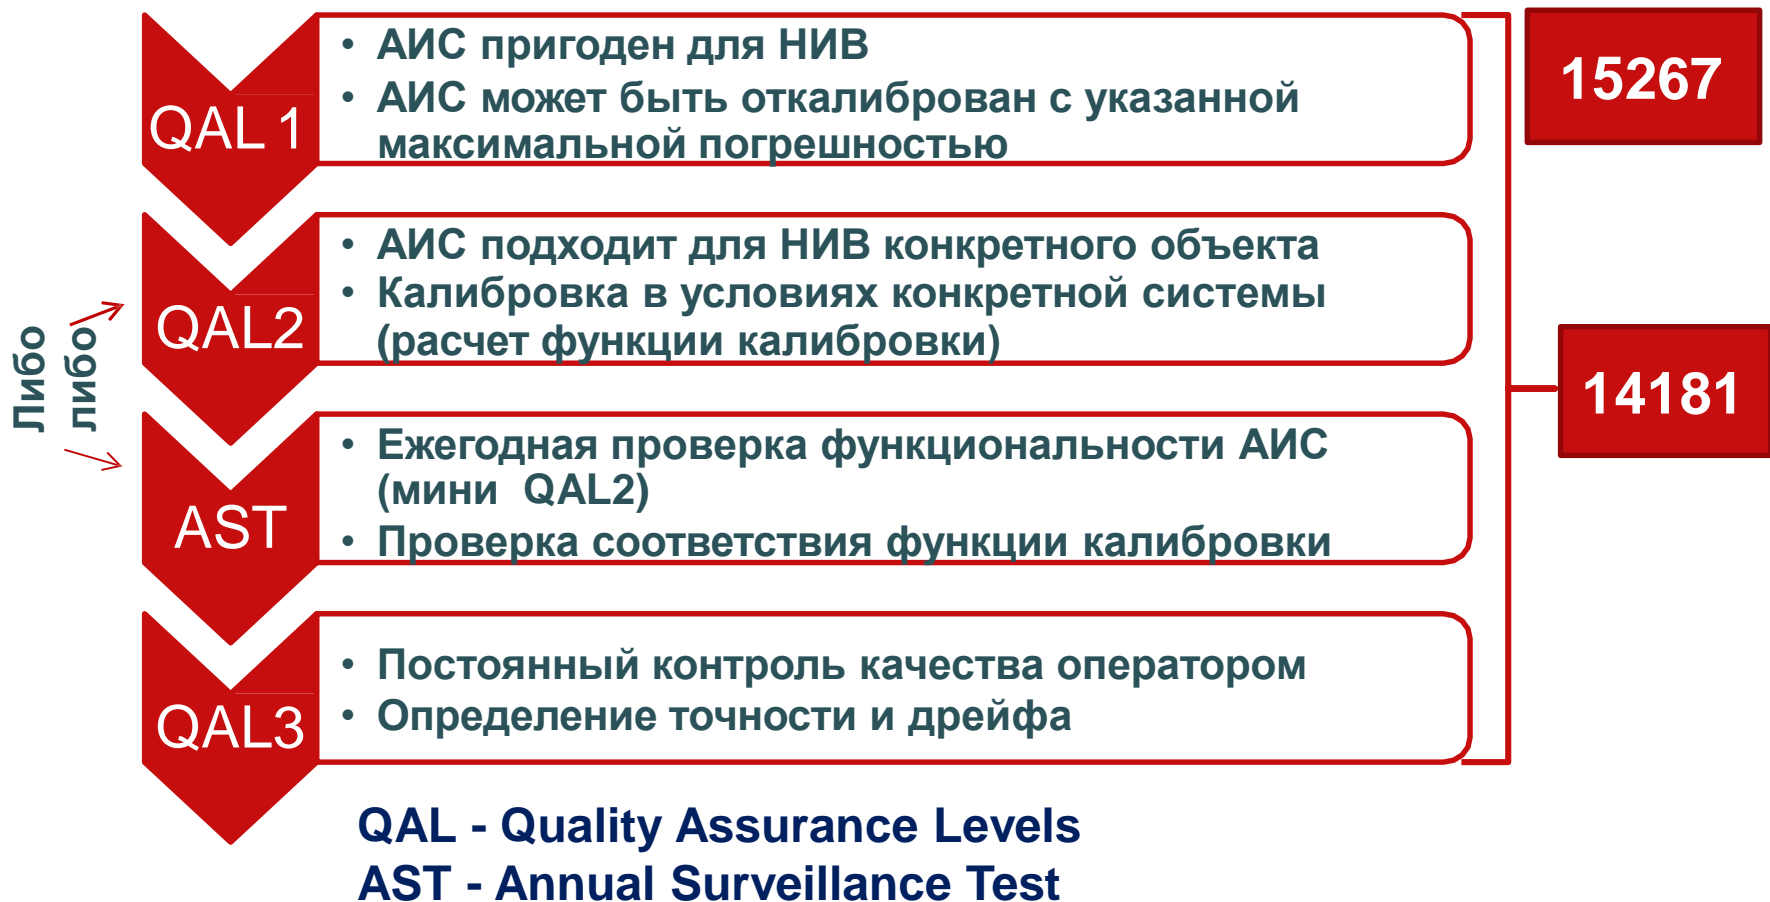 QAL 1
• АИС пригоден для НИВ
• АИС может быть откалиброван с указанной
максимальной погрешностью
15267
Либо
либо
QAL2
• АИС подходит для НИВ конкретного объекта
• Калибровка в условиях конкретной системы
(расчет функции калибровки)
14181
AST
• Ежегодная проверка функциональности АИС
(мини QAL2)
• Проверка соответствия функции калибровки
QAL3
• Постоянный контроль качества оператором
• Определение точности и дрейфа
QAL - Quality Assurance Levels
AST - Annual Surveillance Test